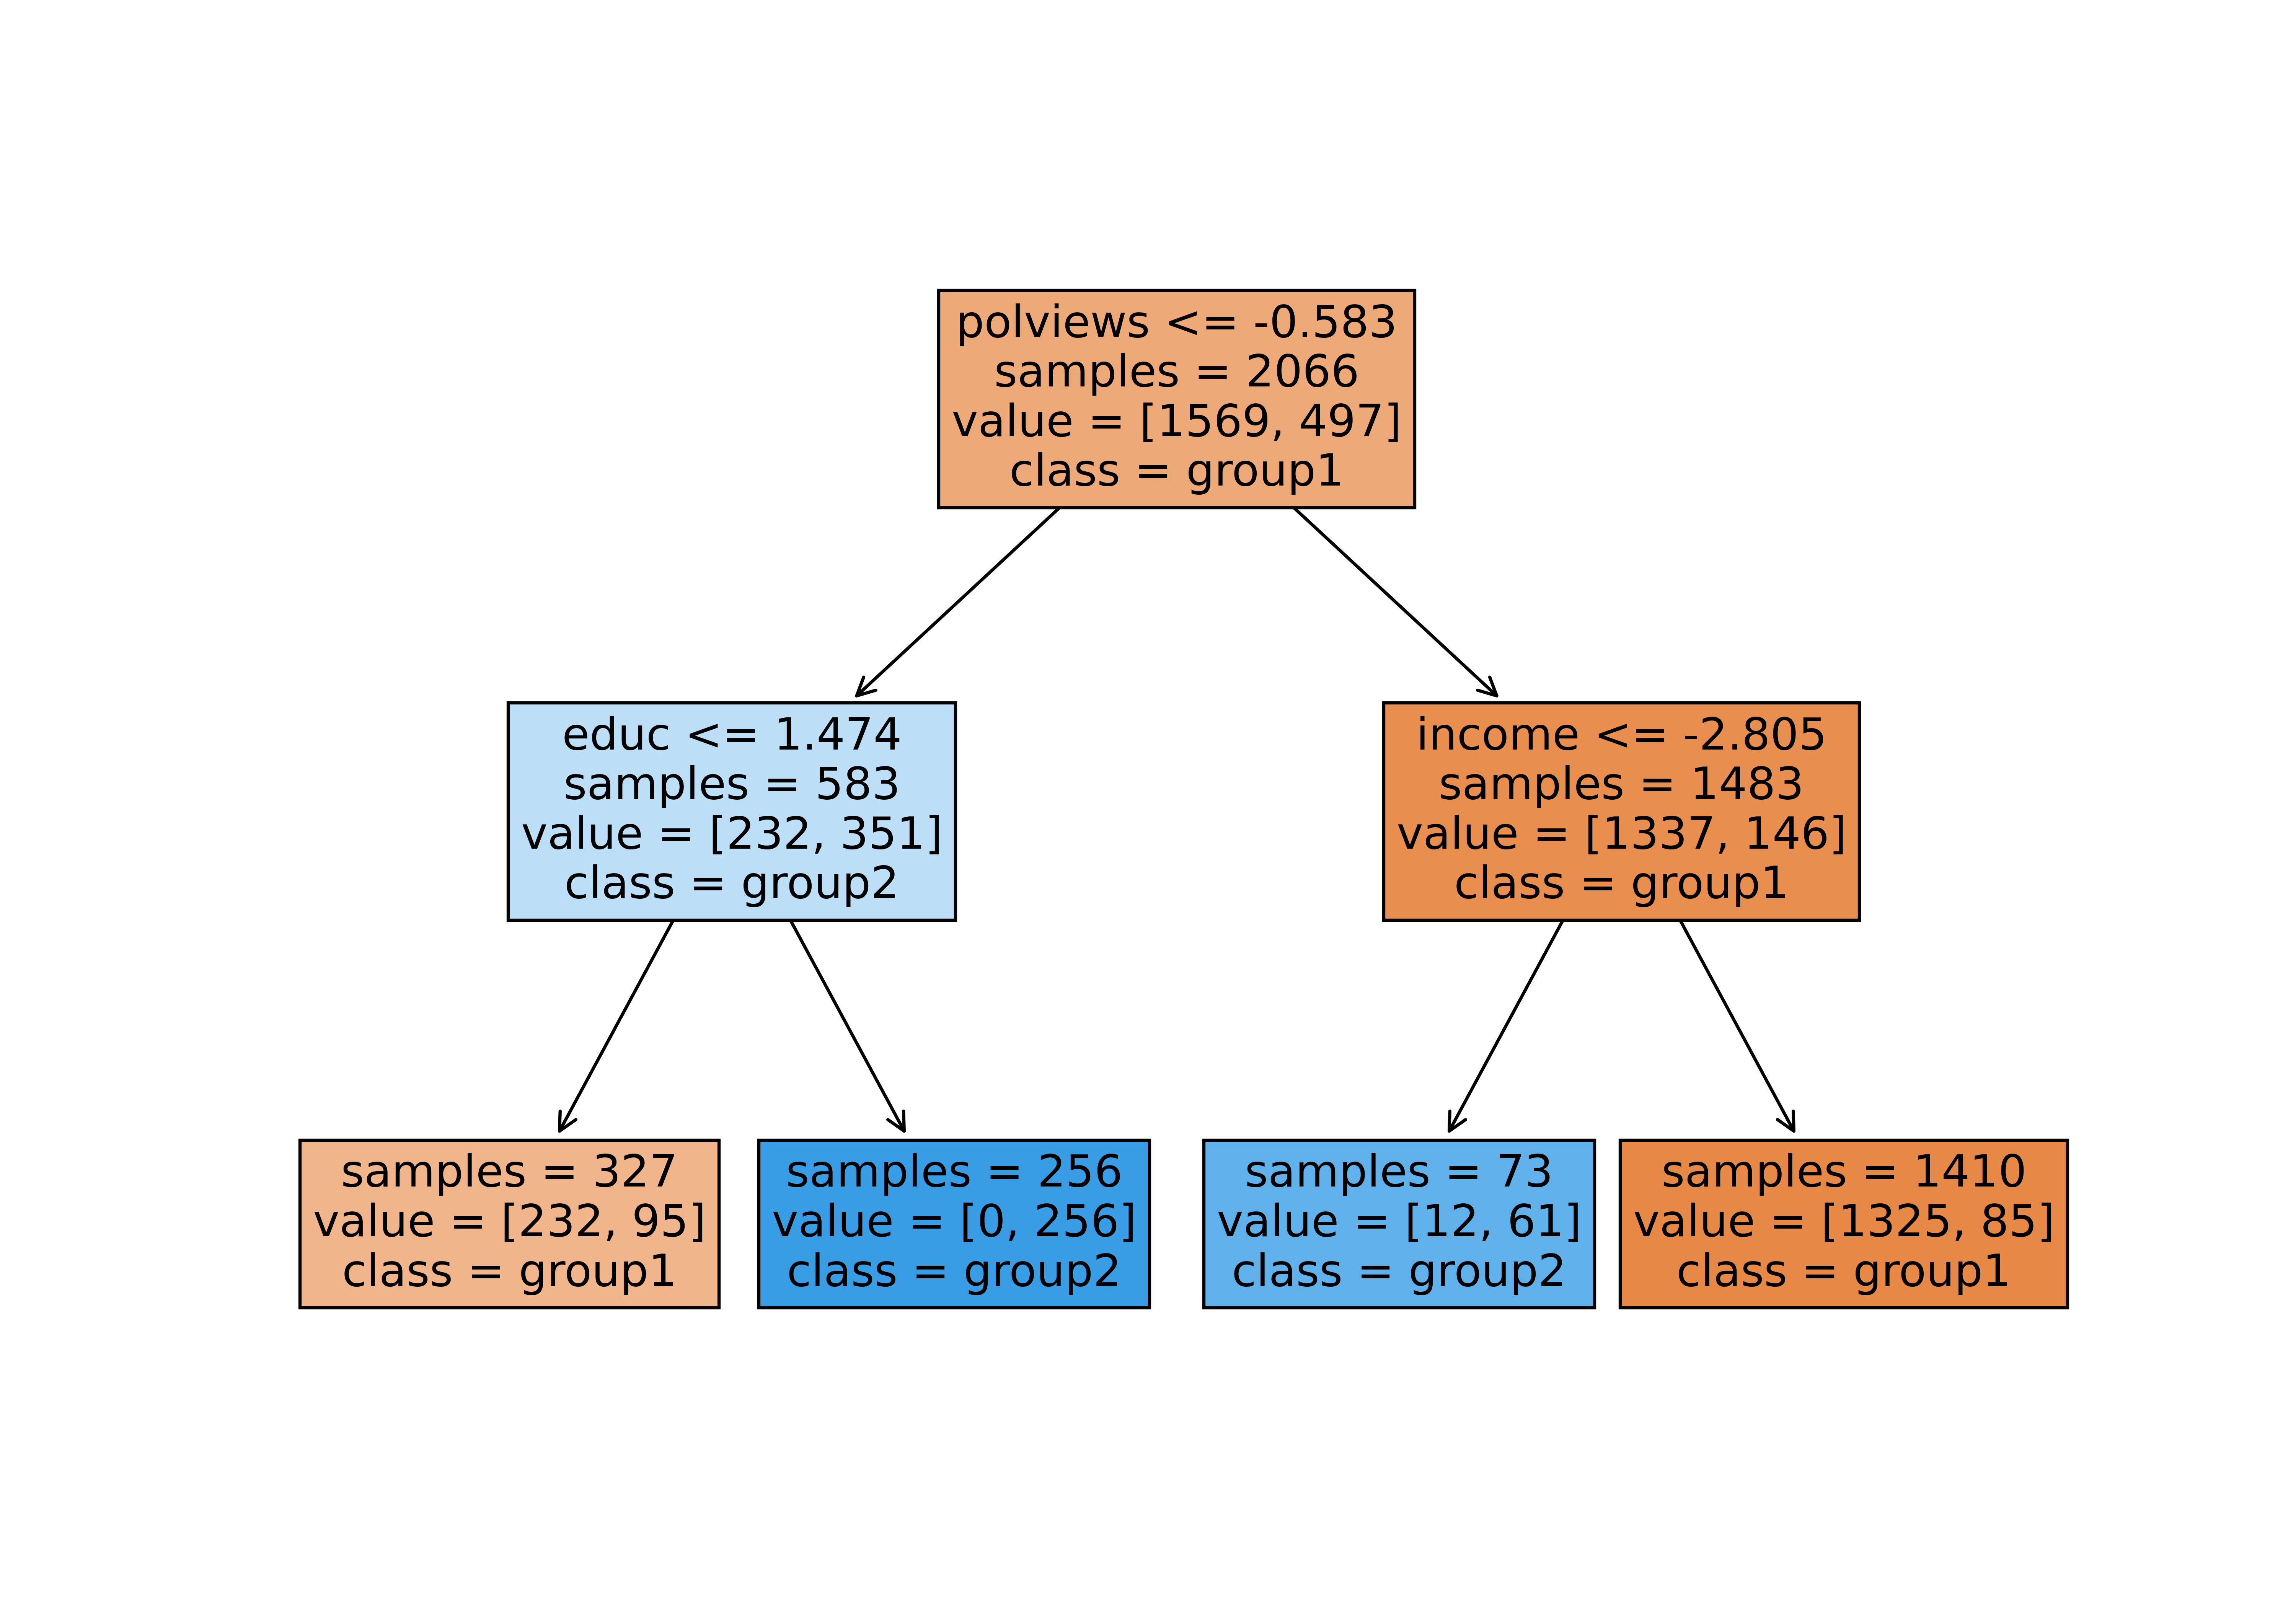 polviews <= -0.583
samples = 2066
value = [1569, 497]
class = group1
educ <= 1.474
samples = 583
value = [232, 351]
class = group2
income <= -2.805
samples = 1483
value = [1337, 146]
class = group1
samples = 327
value = [232, 95]
class = group1
samples = 256
value = [0, 256]
class = group2
samples = 73
value = [12, 61]
class = group2
samples = 1410
value = [1325, 85]
class = group1